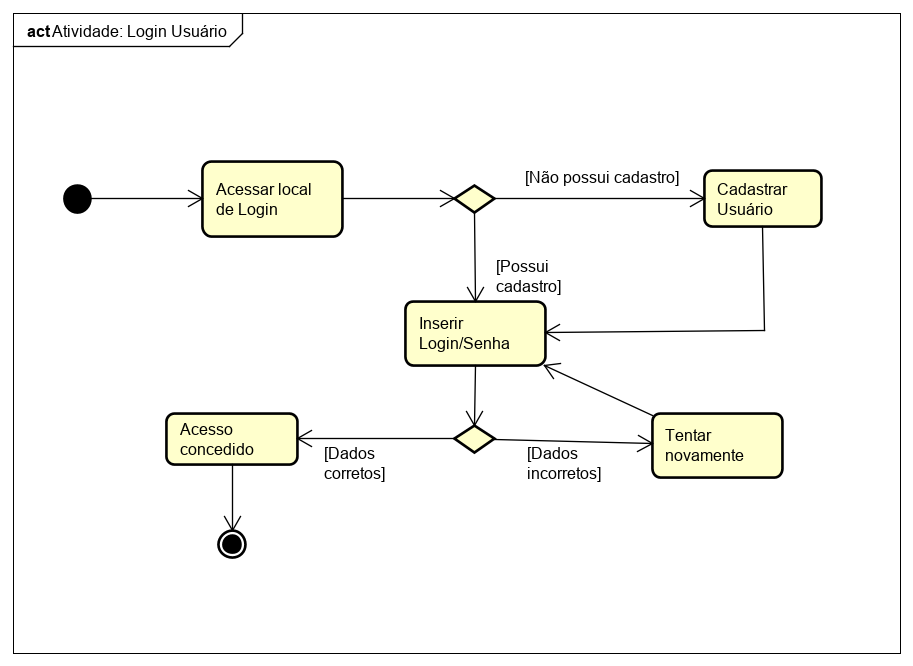 act Atividade: Login Usuário
Acessar local
de Login
[Não possui cadastro]
Cadastrar
Usuário
[Possui
cadastro]
Inserir
Login/Senha
Acesso
concedido
[Dados
corretos]
[Dados
incorretos]
Tentar
novamente